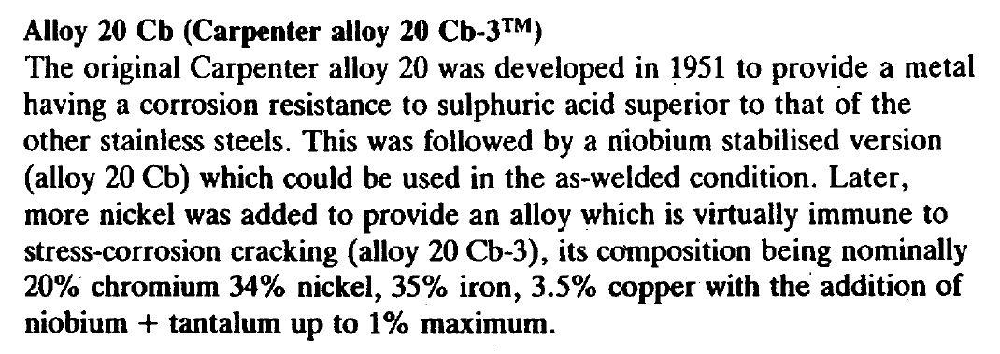 Alloy 20 Cb (Carpenter alloy 20 Cb-3™)
The original Carpenter alloy 20 was developed in 1951 to provide a metal
having a corrosion resistance to sulphuric acid superior to that of the
other stainless steels. This was followed by a niobium stabilised version
(alloy 20 Cb) which could be used in the as-welded condition. Later,
more nickel was added to provide an alloy which is virtually immune to
stress-corrosion cracking (alloy 20 Cb-3), its composition being nominally
20% chromium 34% nickel, 35% iron, 3.5% copper with the addition of
niobium + tantalum up to 1% maximum.